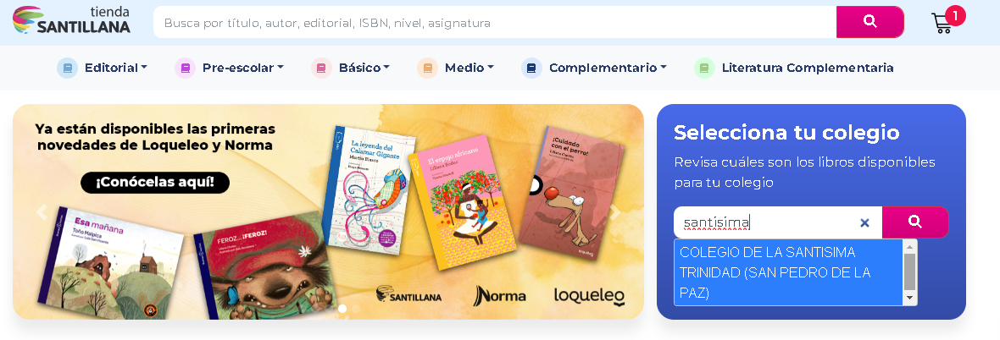 tienda
SANTILLANA
Busca por título, autor, editorial, ISBN, nivel, asignatura
1
Editorial
Pre-escolar
Básico
Medio
Complementario
Literatura Complementaria
Ya están disponibles las primeras
novedades de Loqueleo y Norma
¡Conócelas aquí!
La leyenda del
Calamar Gigante
Martín Blasco
El espejo africano
Liliana Bodoc
¡Cuidado
con el perro!
Esa mañana
Toño Malpica
FEROZ... ¡FEROZ!
loqueleo
SANTILLANA
Norma
loqueleo
Selecciona tu colegio
Revisa cuáles son los libros disponibles
para tu colegio
santisima
COLEGIO DE LA SANTISIMA
TRINIDAD (SAN PEDRO DE LA
PAZ)